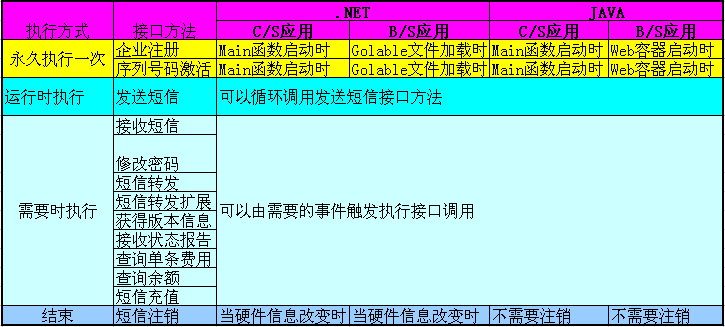 .NET JAVA
执行方式 接口方法 C/S应用 B/S应用 C/S应用 B/S应用
永久执行一次 企业注册 Main函数启动时 Golable文件加载时 Main函数启动时 Web容器启动时
序列号码激活 Main函数启动时 Golable文件加载时 Main函数启动时 Web容器启动时
运行时执行 发送短信 可以循环调用发送短信接口方法
需要时执行 接收短信
修改密码
短信转发
短信转发扩展
获得版本信息
可以由需要的事件触发执行接口调用
接收状态报告
查询单条费用
查询余额
短信充值
结束 短信注销 当硬件信息改变时 当硬件信息改变时 不需要注销 不需要注销